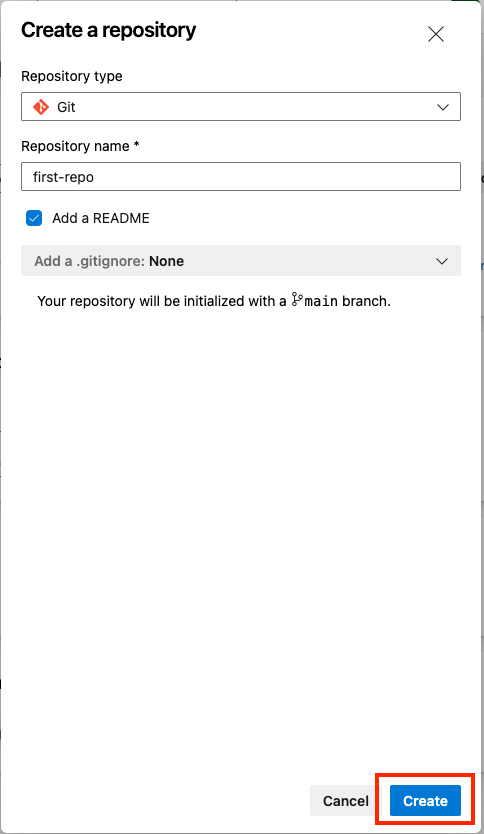 Create a repository
Repository type
Git
Repository name *
first-repo
Add a README
Add a .gitignore: None
Your repository will be initialized with a main branch.
Cancel
Create